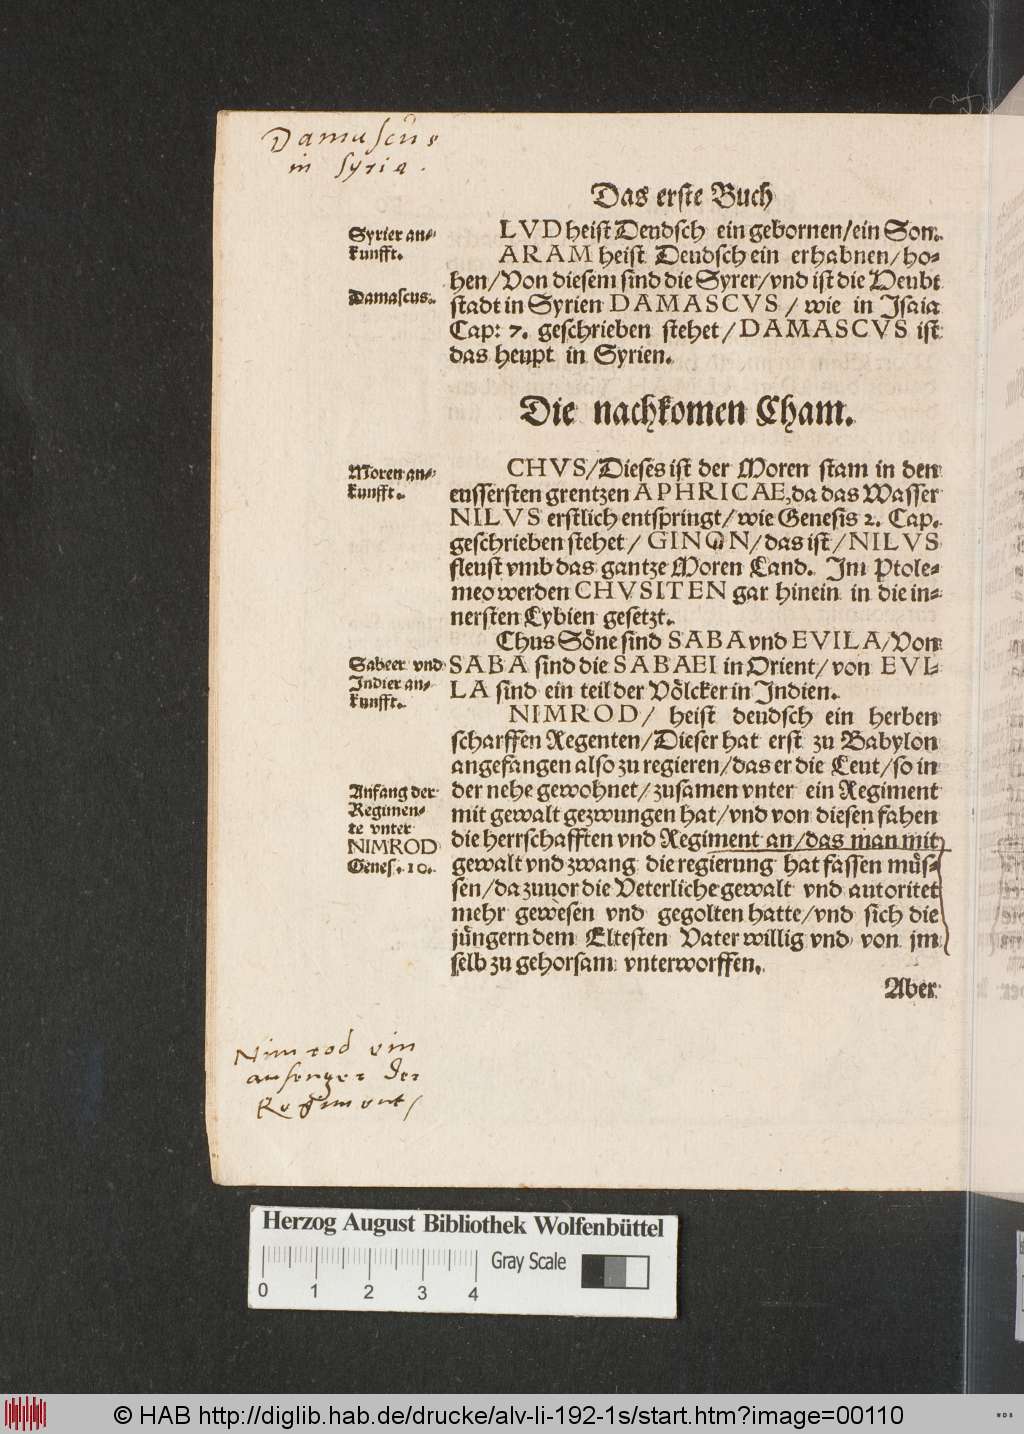 Damascus
in Syria.
Das erste Buch
LVD heist Deudsch ein gebornen/ein Son.
Syrier an=
kunfft.
ARAM heist Deudsch ein erhabnen/ho=
hen/Von diesem sind die Syrer/vnd ist die Heubt
Damascus.
stadt in Syrien DAMASCVS / wie in Isaia
Cap: 7. geschrieben stehet/DAMASCVS ist
das heupt in Syrien.
Die nachkomen Cham.
Moren an=
kunfft.
CHVS/Dieses ist der Moren stam in den
eussersten grentzen APHRICAE, da das Wasser
NILVS erstlich entspringt/wie Genesis 2. Cap.
geschrieben stehet/ GIHON/das ist/NILVS
fleust vmb das gantze Moren Land. Im Ptole=
meo werden CHVSITEN gar hinein in die in=
nersten Lybien gesetzt.
Chus Söne sind SABA vnd EVILA/Von
Sabeer vnd
Indier an=
kunfft.
SABA sind die SABAEI in Orient/von EVI=
LA sind ein teil der Völcker in Indien.
NIMROD/ heist deudsch ein herben
scharffen Regenten/Dieser hat erst zu Babylon
angefangen also zu regieren/das er die Leut/so in
Anfang der
Regimen=
te vnter
NIMROD
Genes. 10.
der nehe gewohnet/zusamen vnter ein Regiment
mit gewalt gezwungen hat/vnd von diesen fahen
die herrschafften vnd Regiment an/das man mit
gewalt vnd zwang die regierung hat fassen müs=
sen/da zuuor die Veterliche gewalt vnd autoritet
mehr gewesen vnd gegolten hatte/vnd sich die
jüngern dem Eltesten Vater willig vnd von jm
selb zu gehorsam vnterworffen.
Aber
Nimrod ein
anfenger der
Regiment/
Herzog August Bibliothek Wolfenbüttel
Gray Scale
0 1 2 3 4
© HAB http://diglib.hab.de/drucke/alv-li-192-1s/start.htm?image=00110